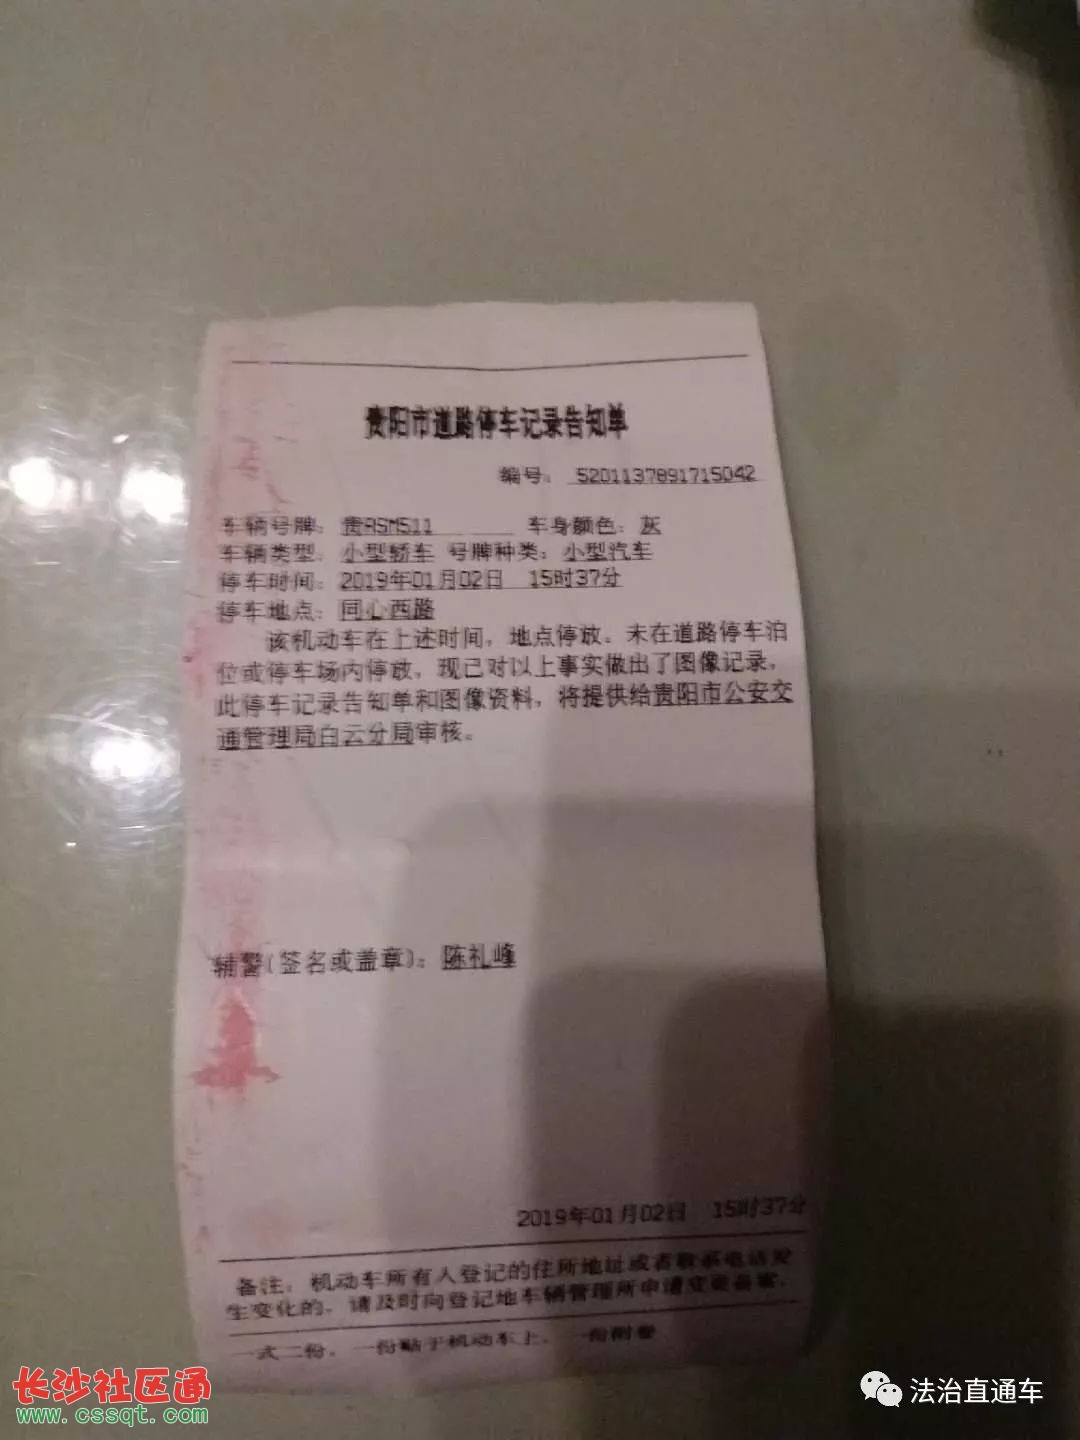 贵阳市道路停车记录告知单
编号： 5201137891715042
车辆号牌：贵ASM511 车身颜色：灰
车辆类型：小型轿车 号牌种类：小型汽车
停车时间：2019年01月02日 15时37分
停车地点：同心西路
该机动车在上述时间，地点停放。未在道路停车泊
位或停车场内停放，现已对以上事实做出了图像记录，
此停车记录告知单和图像资料，将提供给贵阳市公安交
通管理局白云分局审核。
辅警(签名或盖章)：陈礼峰
2019年01月02日 15时37分
备注：机动车所有人登记的住所地址或者联系电话发
生变化的，请及时向登记地车辆管理所申请变更备案。
一式二份，一份贴于机动车上，一份附卷
长沙社区通
www.cssqt.com
法治直通车